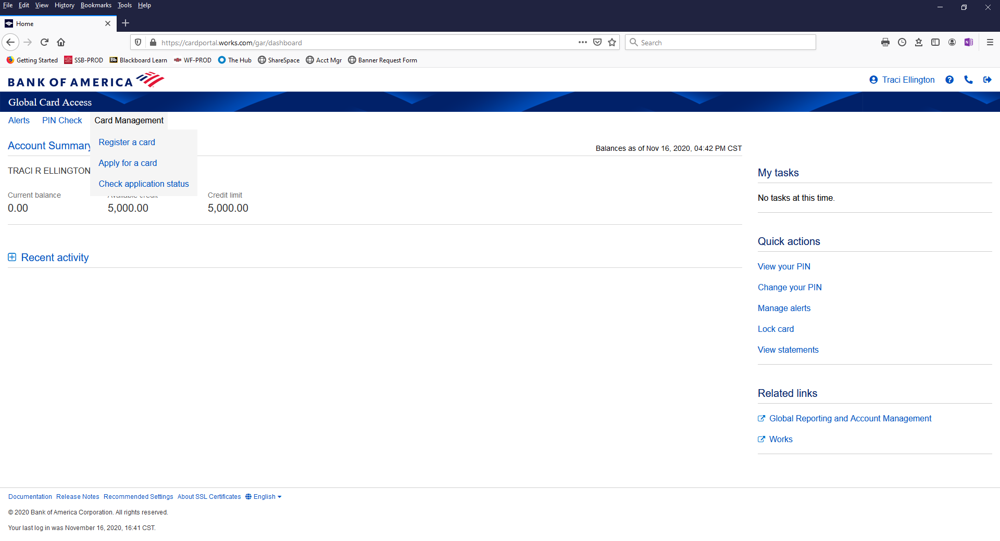 File Edit View History Bookmarks Tools Help
Home
https://cardportal.works.com/gar/dashboard
Search
Getting Started SSB-PROD Blackboard Learn WF-PROD The Hub ShareSpace Acct Mgr Banner Request Form
BANK OF AMERICA
Traci Ellington
Global Card Access
Alerts PIN Check Card Management
Register a card
Apply for a card
Check application status
Account Summary
Balances as of Nov 16, 2020, 04:42 PM CST
TRACI R ELLINGTON
Current balance Available credit Credit limit
0.00 5,000.00 5,000.00
Recent activity
My tasks
No tasks at this time.
Quick actions
View your PIN
Change your PIN
Manage alerts
Lock card
View statements
Related links
Global Reporting and Account Management
Works
Documentation Release Notes Recommended Settings About SSL Certificates English
© 2020 Bank of America Corporation. All rights reserved.
Your last log in was November 16, 2020, 16:41 CST.